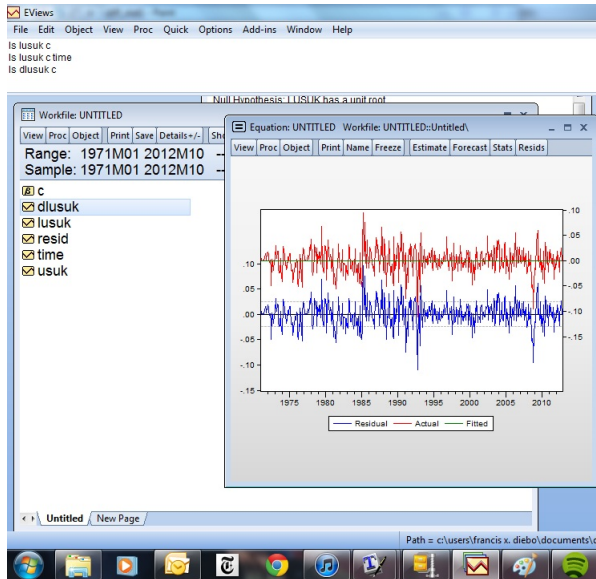 EViews
File Edit Object View Proc Quick Options Add-ins Window Help
ls lusuk c
ls lusuk c time
ls dlusuk c
Null Hypothesis: LUSUK has a unit root
Workfile: UNTITLED
View Proc Object Print Save Details+/-
Range: 1971M01 2012M10 --
Sample: 1971M01 2012M10 --
c
dlusuk
lusuk
resid
time
usuk
Equation: UNTITLED Workfile: UNTITLED::Untitled\
View Proc Object Print Name Freeze Estimate Forecast Stats Resids
.10
.05
.00
-.05
-.10
-.15
.10
.05
.00
-.05
-.10
-.15
1975 1980 1985 1990 1995 2000 2005 2010
Residual Actual Fitted
Untitled New Page
Path = c:\users\francis x. diebo\documents\